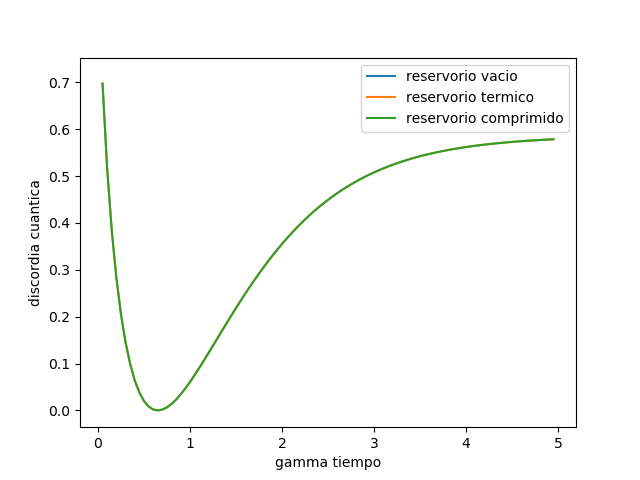 reservorio vacio
reservorio termico
reservorio comprimido
0.7
0.6
0.5
0.4
0.3
0.2
0.1
0.0
discordia cuantica
0 1 2 3 4 5
gamma tiempo